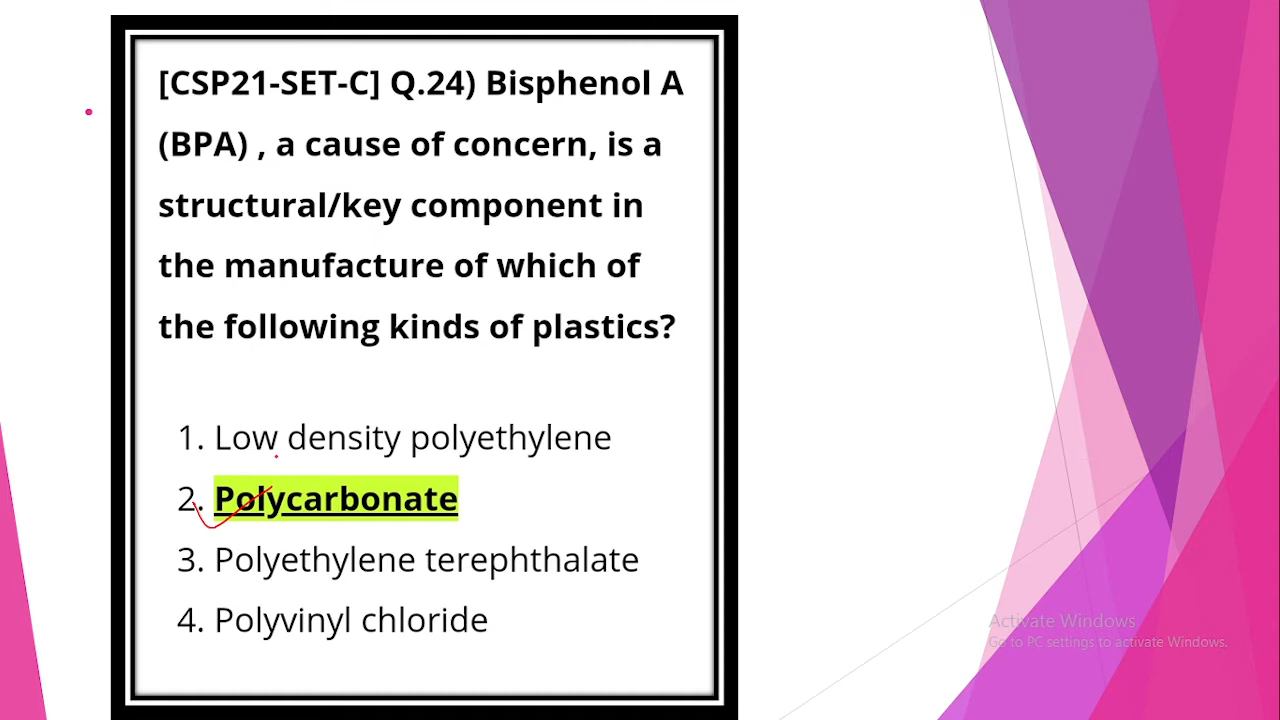 [CSP21-SET-C] Q.24) Bisphenol A
(BPA) , a cause of concern, is a
structural/key component in
the manufacture of which of
the following kinds of plastics?
1. Low density polyethylene
2. Polycarbonate
3. Polyethylene terephthalate
4. Polyvinyl chloride
Activate Windows
Go to PC settings to activate Windows.